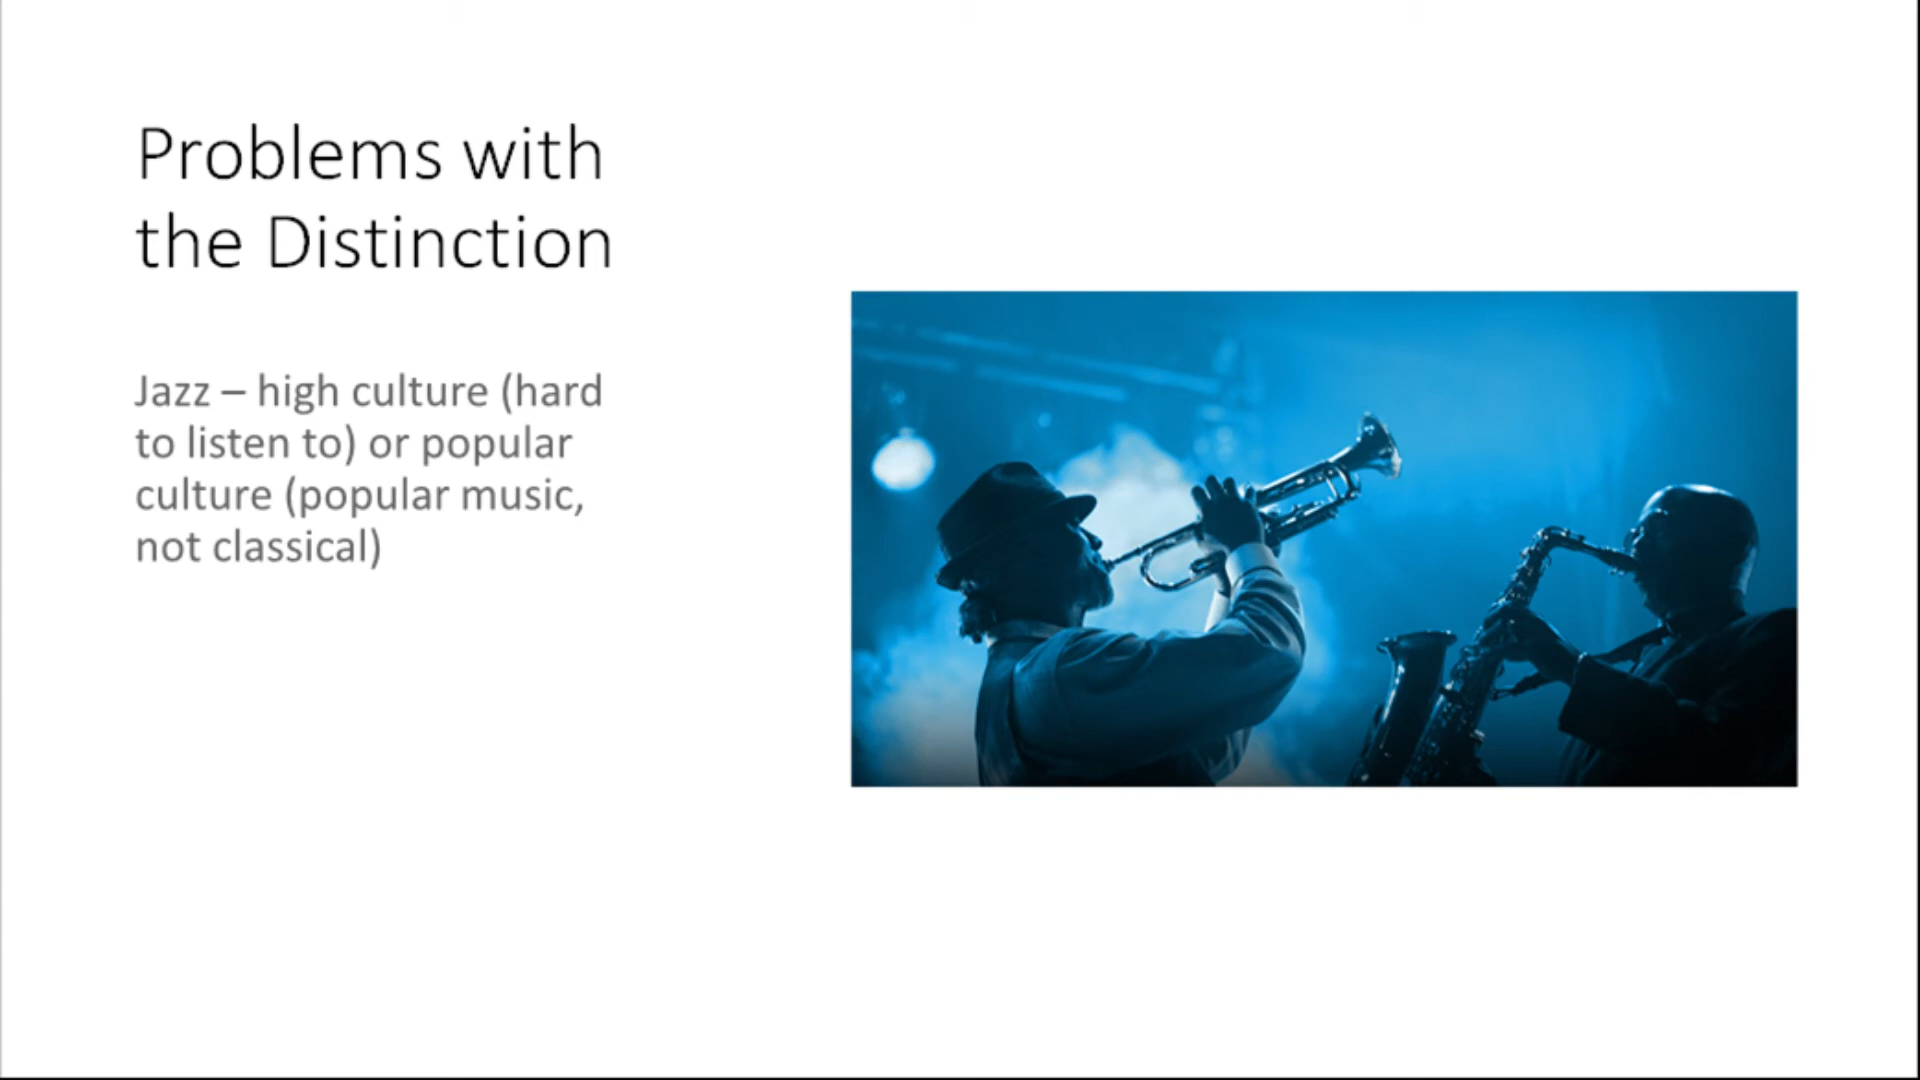 Problems with
the Distinction
Jazz – high culture (hard
to listen to) or popular
culture (popular music,
not classical)